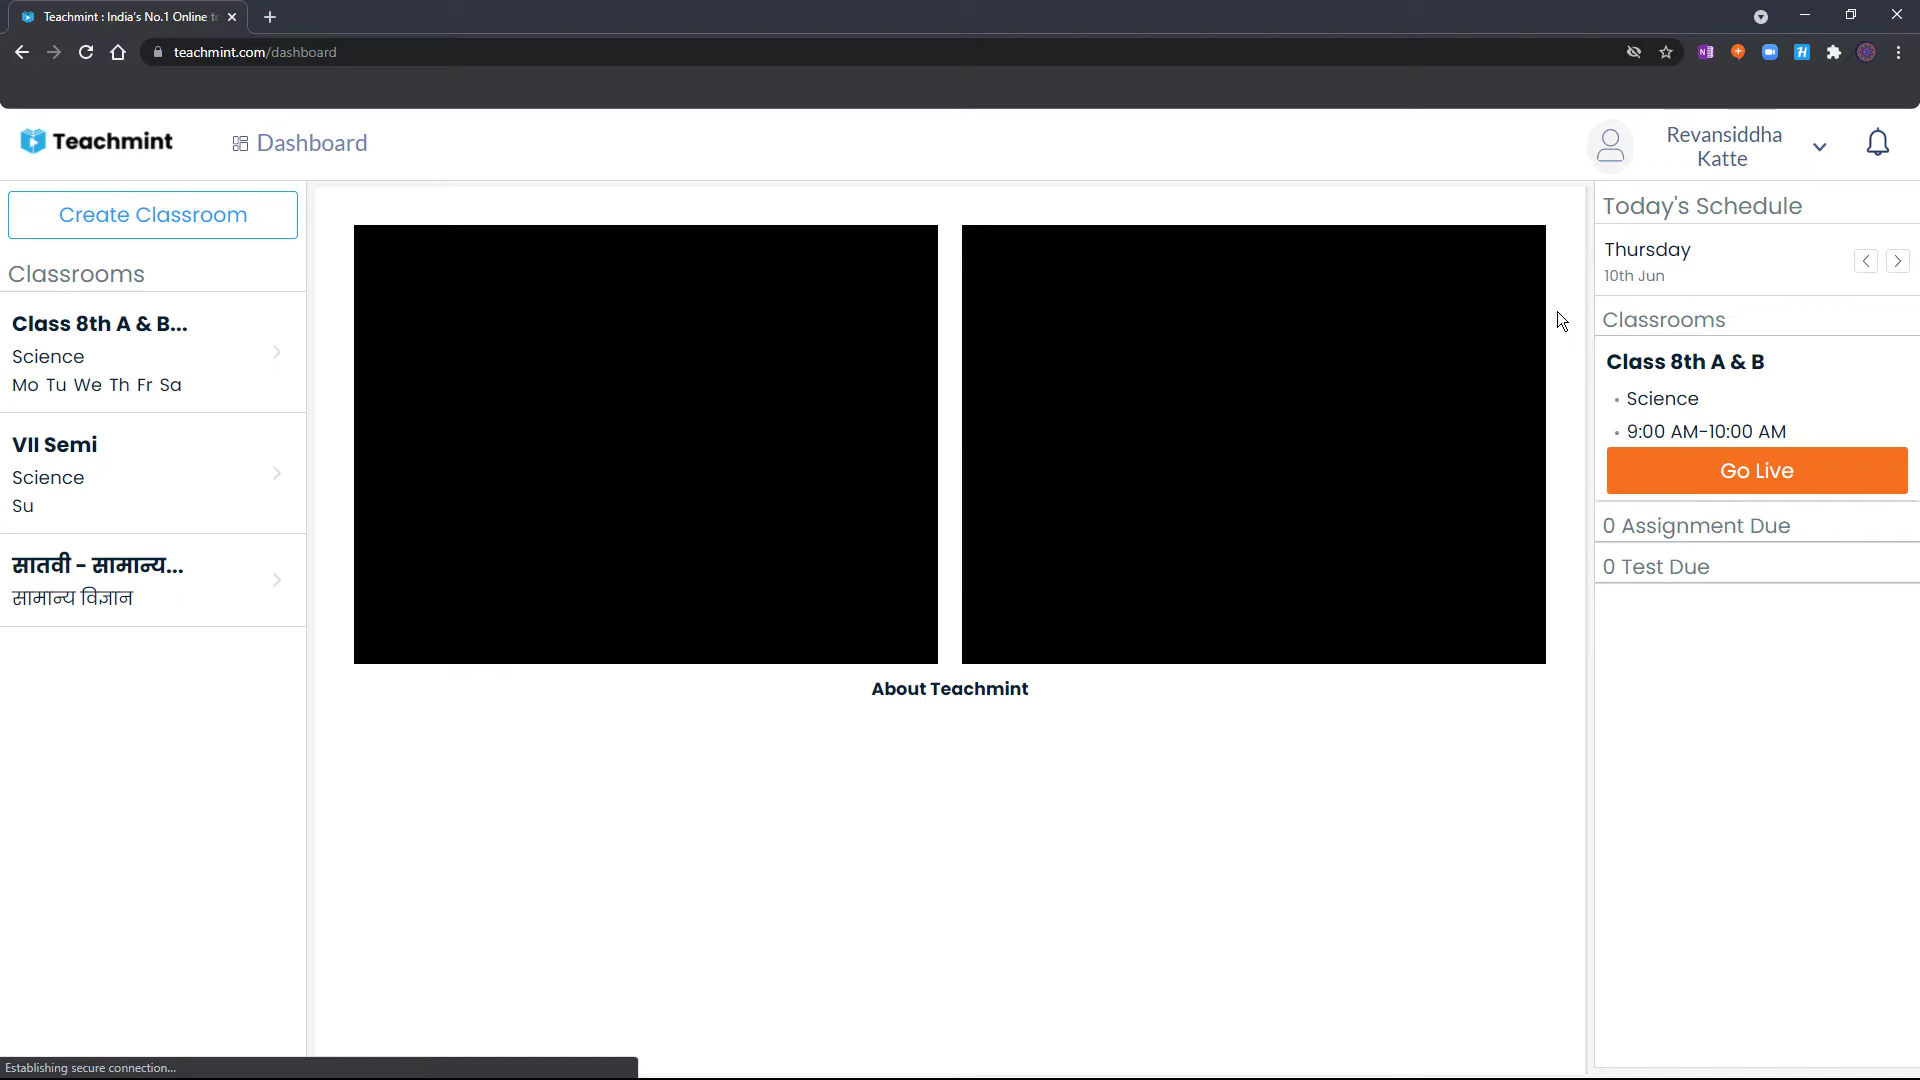 Teachmint : India's No.1 Online t
teachmint.com/dashboard
Teachmint
Dashboard
Revansiddha
Katte
Create Classroom
Classrooms
Class 8th A & B...
Science
Mo Tu We Th Fr Sa
VII Semi
Science
Su
सातवी - सामान्य...
सामान्य विज्ञान
About Teachmint
Today's Schedule
Thursday
10th Jun
Classrooms
Class 8th A & B
Science
9:00 AM-10:00 AM
Go Live
0 Assignment Due
0 Test Due
Establishing secure connection...